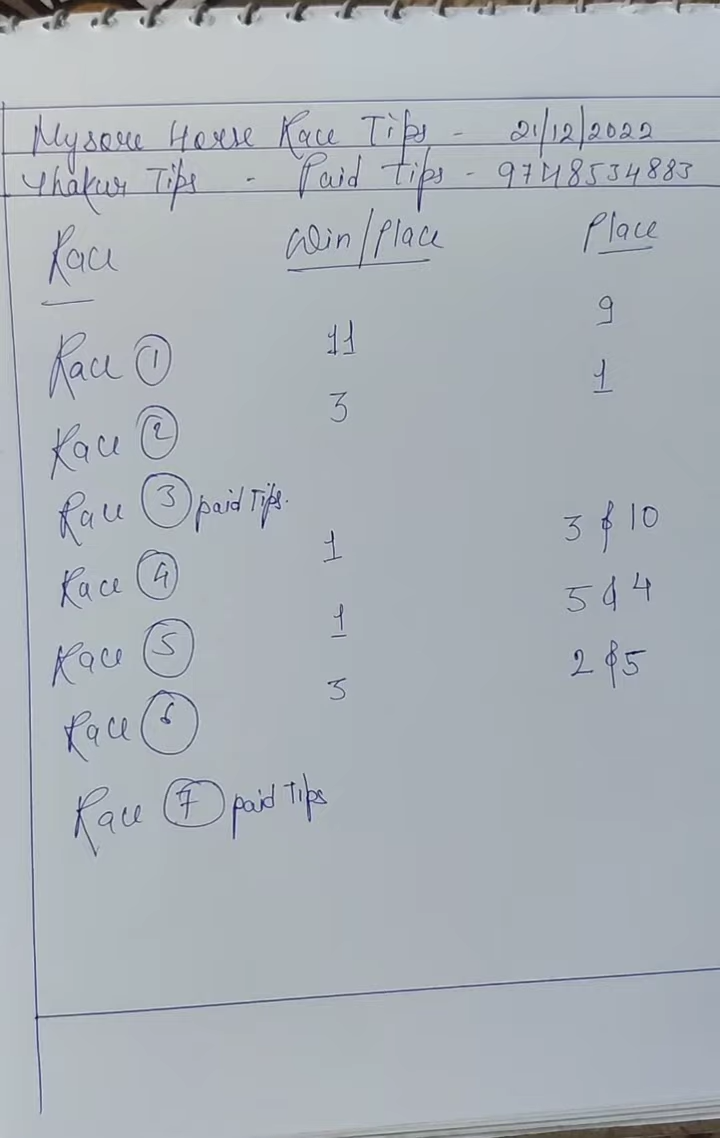 Mysore Horse Race Tips - 21/12/2022
Thakur Tips - Paid Tips - 9748534883
Race Win/Place Place
Race 1 11 9
Race 2 3 1
Race 3 paid Tips.
Race 4 1 3 & 10
Race 5 1 5 & 4
Race 6 3 2 & 5
Race 7 paid Tips